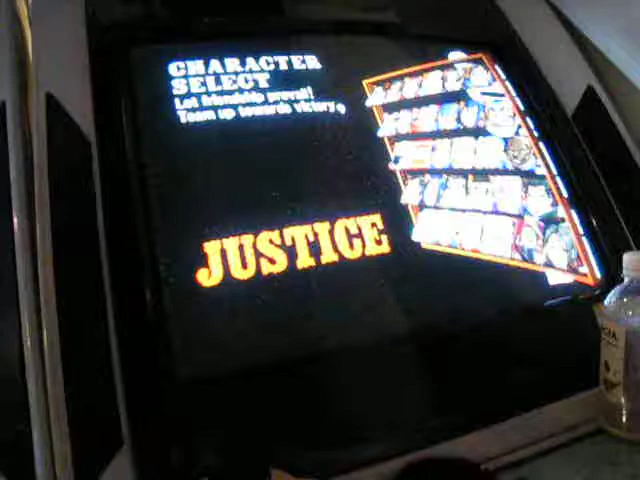 CHARACTER
SELECT
Let friendship prevail!
Team up towards victory.
JUSTICE